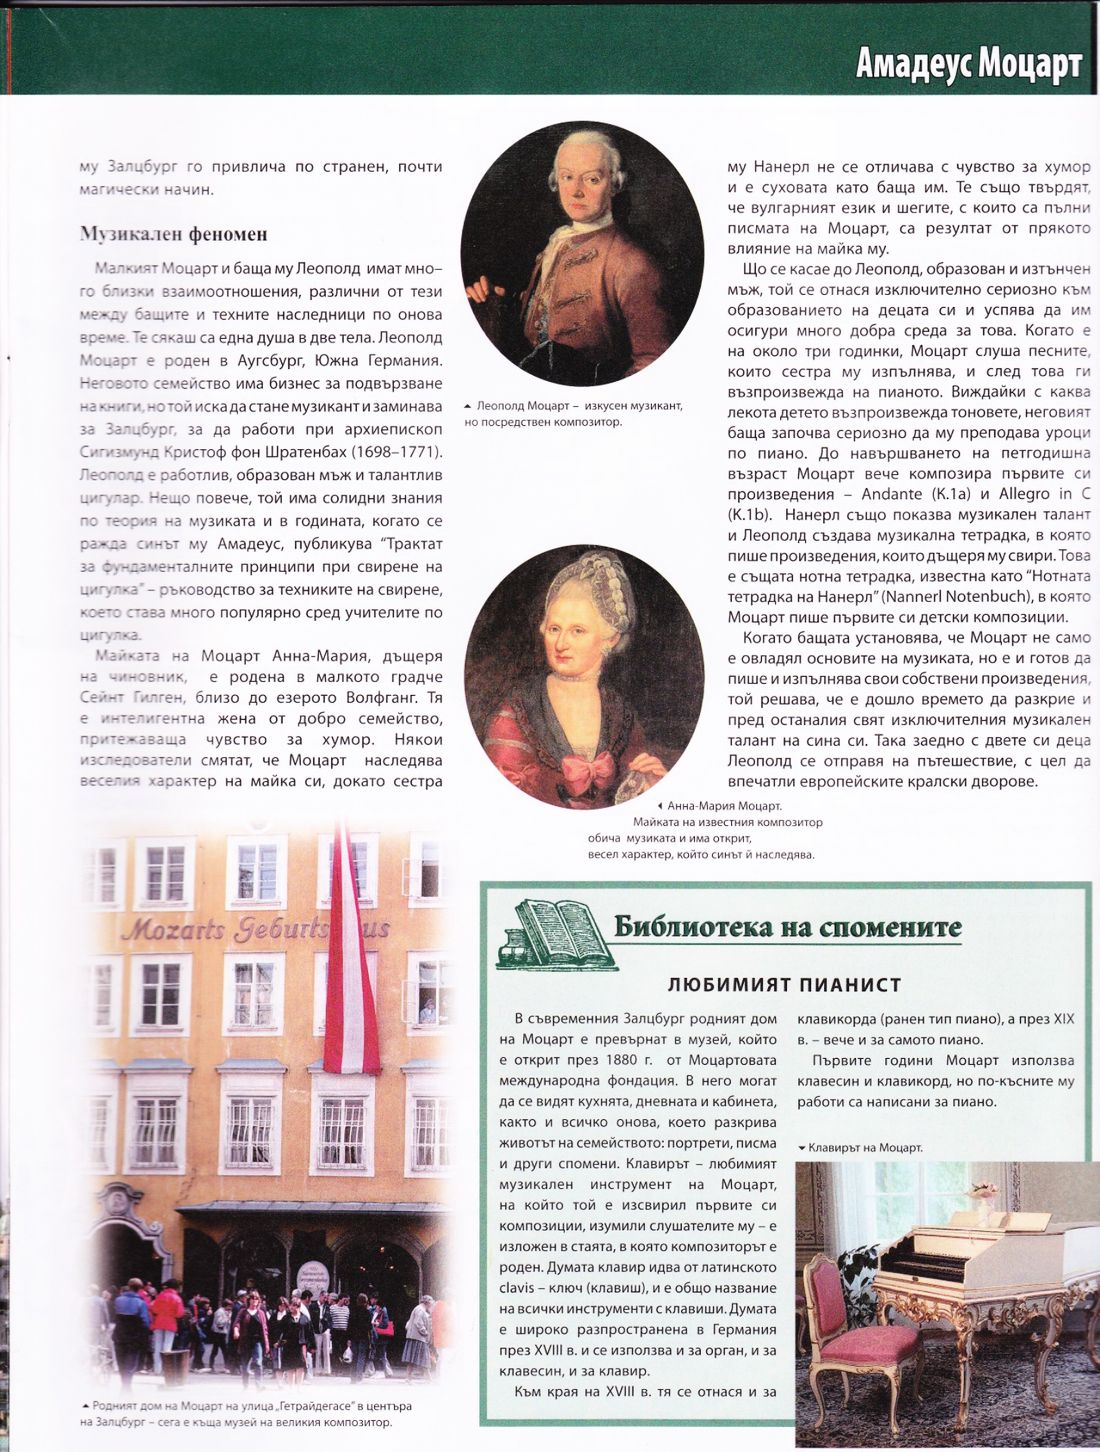 Амадеус Моцарт
му Залцбург го привлича по странен, почти
магически начин.
Музикален феномен
Малкият Моцарт и баща му Леополд имат мно–
го близки взаимоотношения, различни от тези
между бащите и техните наследници по онова
време. Те сякаш са една душа в две тела. Леополд
Моцарт е роден в Аугсбург, Южна Германия.
Неговото семейство има бизнес за подвързване
на книги, но той иска да стане музикант и заминава
за Залцбург, за да работи при архиепископ
Сигизмунд Кристоф фон Шратенбах (1698–1771).
Леополд е работлив, образован мъж и талантлив
цигулар. Нещо повече, той има солидни знания
по теория на музиката и в годината, когато се
ражда синът му Амадеус, публикува “Трактат
за фундаменталните принципи при свирене на
цигулка” – ръководство за техниките на свирене,
което става много популярно сред учителите по
цигулка.
Майката на Моцарт Анна-Мария, дъщеря
на чиновник, е родена в малкото градче
Сейнт Гилген, близо до езерото Волфганг. Тя
е интелигентна жена от добро семейство,
притежаваща чувство за хумор. Някои
изследователи смятат, че Моцарт наследява
веселия характер на майка си, докато сестра
Леополд Моцарт – изкусен музикант,
но посредствен композитор.
Анна-Мария Моцарт.
Майката на известния композитор
обича музиката и има открит,
весел характер, който синът ѝ наследява.
му Нанерл не се отличава с чувство за хумор
и е суховата като баща им. Те също твърдят,
че вулгарният език и шегите, с които са пълни
писмата на Моцарт, са резултат от прякото
влияние на майка му.
Що се касае до Леополд, образован и изтънчен
мъж, той се отнася изключително сериозно към
образованието на децата си и успява да им
осигури много добра среда за това. Когато е
на около три годинки, Моцарт слуша песните,
които сестра му изпълнява, и след това ги
възпроизвежда на пианото. Виждайки с каква
лекота детето възпроизвежда тоновете, неговият
баща започва сериозно да му преподава уроци
по пиано. До навършването на петгодишна
възраст Моцарт вече композира първите си
произведения – Andante (K.1a) и Allegro in C
(K.1b). Нанерл също показва музикален талант
и Леополд създава музикална тетрадка, в която
пише произведения, които дъщеря му свири. Това
е същата нотна тетрадка, известна като “Нотната
тетрадка на Нанерл” (Nannerl Notenbuch), в която
Моцарт пише първите си детски композиции.
Когато бащата установява, че Моцарт не само
е овладял основите на музиката, но е и готов да
пише и изпълнява свои собствени произведения,
той решава, че е дошло времето да разкрие и
пред останалия свят изключителния музикален
талант на сина си. Така заедно с двете си деца
Леополд се отправя на пътешествие, с цел да
впечатли европейските кралски дворове.
Mozarts Geburts us
Родният дом на Моцарт на улица „Гетрайдегасе” в центъра
на Залцбург – сега е къща музей на великия композитор.
Библиотека на спомените
ЛЮБИМИЯТ ПИАНИСТ
В съвременния Залцбург родният дом
на Моцарт е превърнат в музей, който
е открит през 1880 г. от Моцартовата
международна фондация. В него могат
да се видят кухнята, дневната и кабинета,
както и всичко онова, което разкрива
животът на семейството: портрети, писма
и други спомени. Клавирът – любимият
музикален инструмент на Моцарт,
на който той е изсвирил първите си
композиции, изумили слушателите му – е
изложен в стаята, в която композиторът е
роден. Думата клавир идва от латинското
clavis – ключ (клавиш), и е общо название
на всички инструменти с клавиши. Думата
е широко разпространена в Германия
през XVIII в. и се използва и за орган, и за
клавесин, и за клавир.
Към края на XVIII в. тя се отнася и за
клавикорда (ранен тип пиано), а през XIX
в. – вече и за самото пиано.
Първите години Моцарт използва
клавесин и клавикорд, но по-късните му
работи са написани за пиано.
Клавирът на Моцарт.